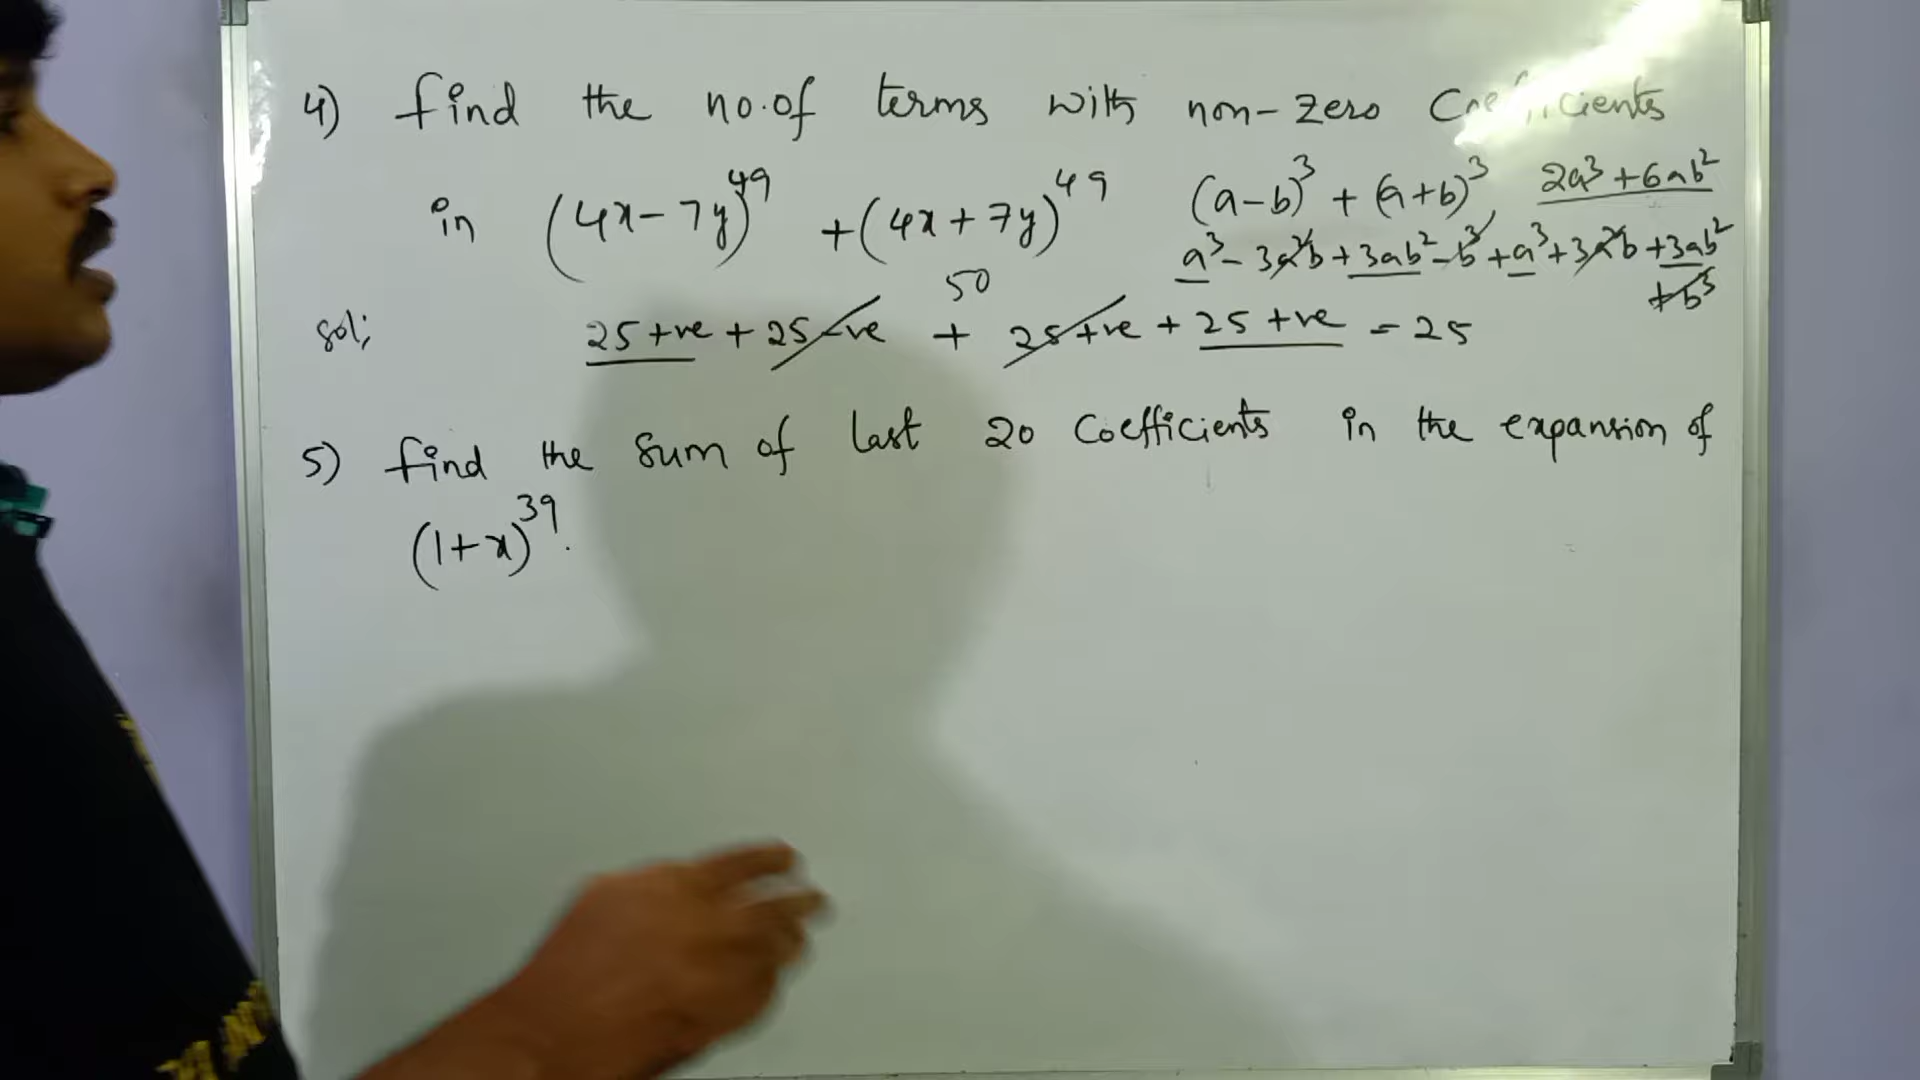 4) Find the no.of terms with non-zero Coefficients
in (4x-7y)^49 +(4x+7y)^49 (a-b)^3 + (a+b)^3 2a^3+6ab^2
a^3-3a^2b+3ab^2-b^3+a^3+3a^2b+3ab^2
+b^3
50
sol; 25+ve + 25-ve + 25+ve + 25+ve = 25
5) Find the sum of last 20 coefficients in the expansion of
(1+x)^39.